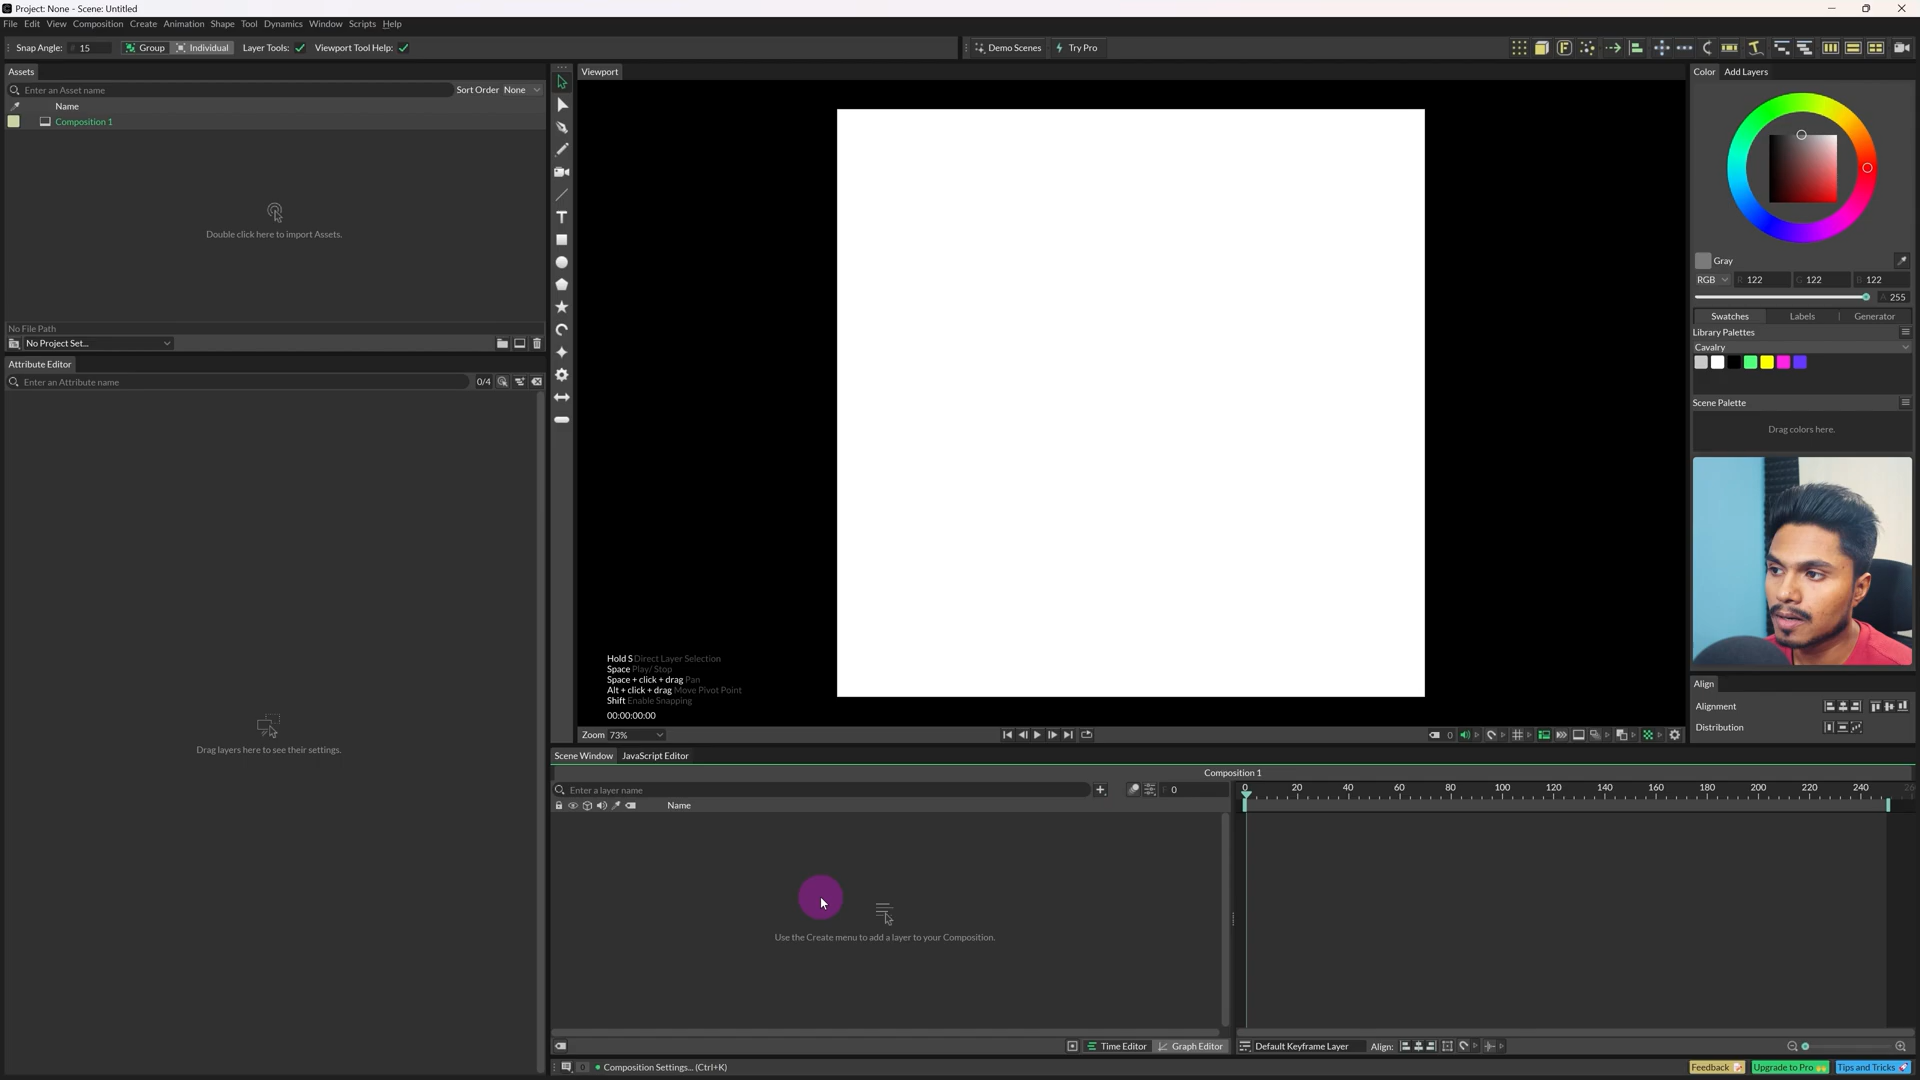 Project: None - Scene: Untitled
File Edit View Composition Create Animation Shape Tool Dynamics Window Scripts Help
Snap Angle: 15 Group Individual Layer Tools: Viewport Tool Help: Demo Scenes Try Pro
Assets
Enter an Asset name Sort Order None
Name
Composition 1
Double click here to import Assets.
No File Path
No Project Set...
Attribute Editor
Enter an Attribute name 0/4
Drag layers here to see their settings.
Viewport
Hold S Direct Layer Selection
Space Play/ Stop
Space + click + drag Pan
Alt + click + drag Move Pivot Point
Shift Enable Snapping
00:00:00:00
Zoom 73% 0
Color Add Layers
Gray
RGB R 122 G 122 B 122
A 255
Swatches Labels Generator
Library Palettes
Cavalry
Scene Palette
Drag colors here.
Align
Alignment
Distribution
Scene Window JavaScript Editor
Composition 1
Enter a layer name F 0
Name
0 20 40 60 80 100 120 140 160 180 200 220 240 26
Use the Create menu to add a layer to your Composition.
Time Editor Graph Editor Default Keyframe Layer Align:
0 Composition Settings... (Ctrl+K)
Feedback Upgrade to Pro Tips and Tricks